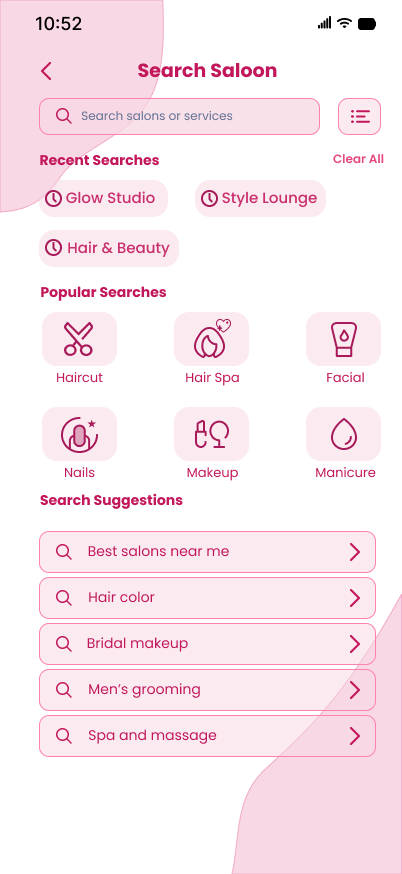 10:52
Search Saloon
Search salons or services
Recent Searches
Clear All
Glow Studio
Style Lounge
Hair & Beauty
Popular Searches
Haircut
Hair Spa
Facial
Nails
Makeup
Manicure
Search Suggestions
Best salons near me
Hair color
Bridal makeup
Men’s grooming
Spa and massage